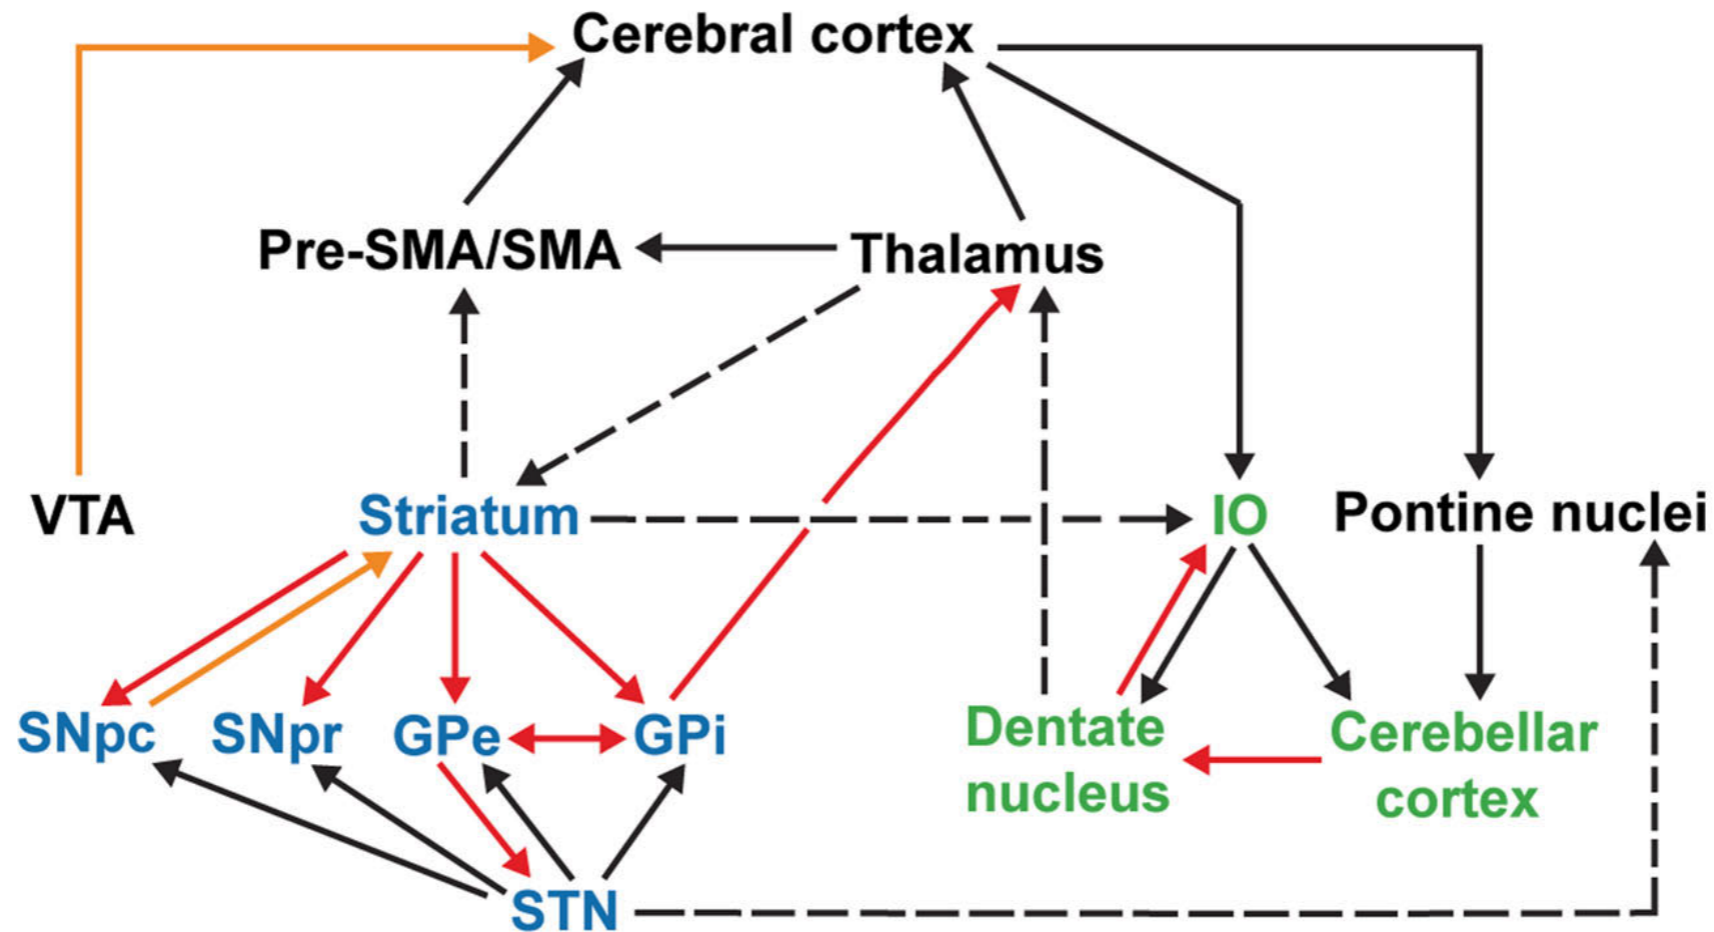 Cerebral cortex
Pre-SMA/SMA
Thalamus
VTA
Striatum
IO
Pontine nuclei
SNpc
SNpr
GPe
GPi
Dentate
nucleus
Cerebellar
cortex
STN